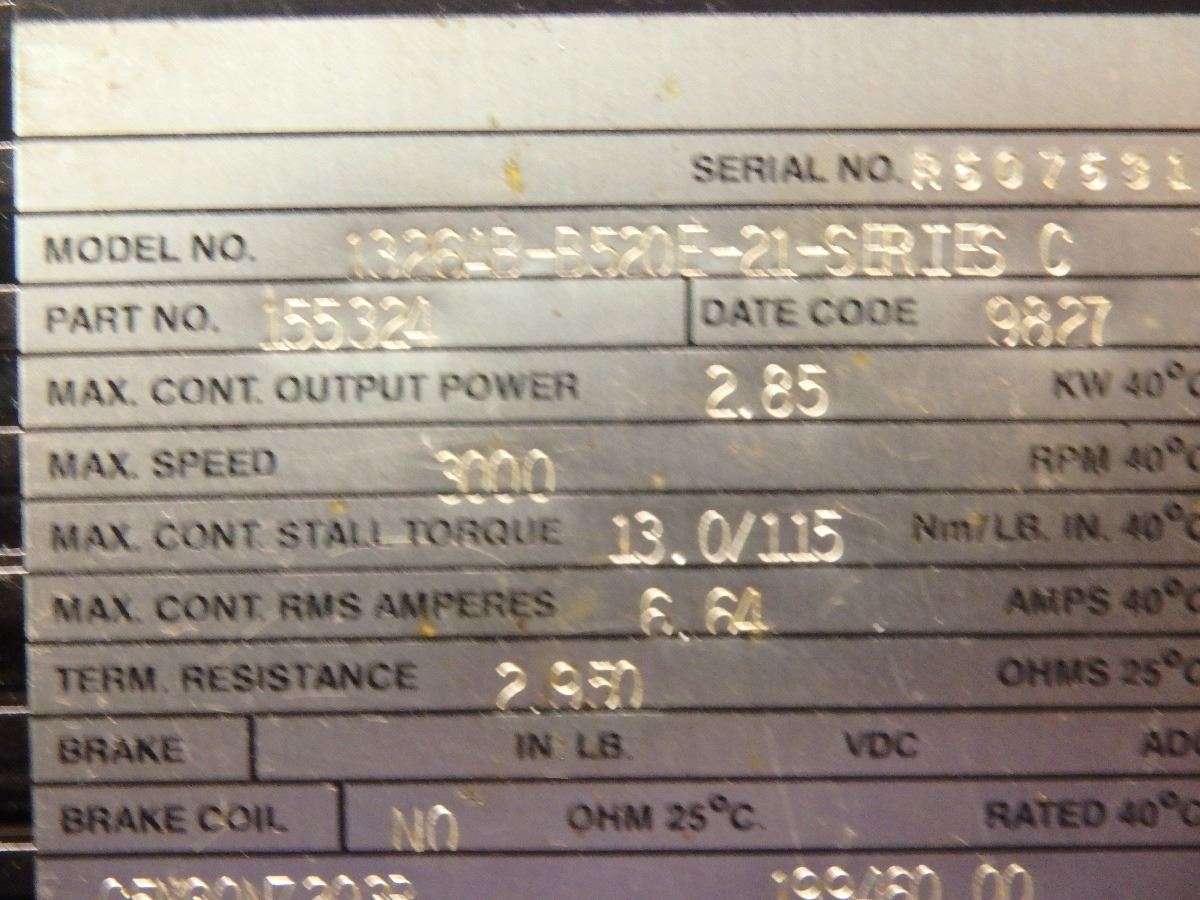 SERIAL NO. R507531
MODEL NO. 1326AB-B520E-21-SERIES C
PART NO. 155324 DATE CODE 9827
MAX. CONT. OUTPUT POWER 2.85 KW 40°C
MAX. SPEED 3000 RPM 40°C
MAX. CONT. STALL TORQUE 13.0/115 Nm/LB. IN. 40°C
MAX. CONT. RMS AMPERES 6.64 AMPS 40°C
TERM. RESISTANCE 2.950 OHMS 25°C
BRAKE IN. LB. VDC ADC
BRAKE COIL NO OHM 25°C. RATED 40°C